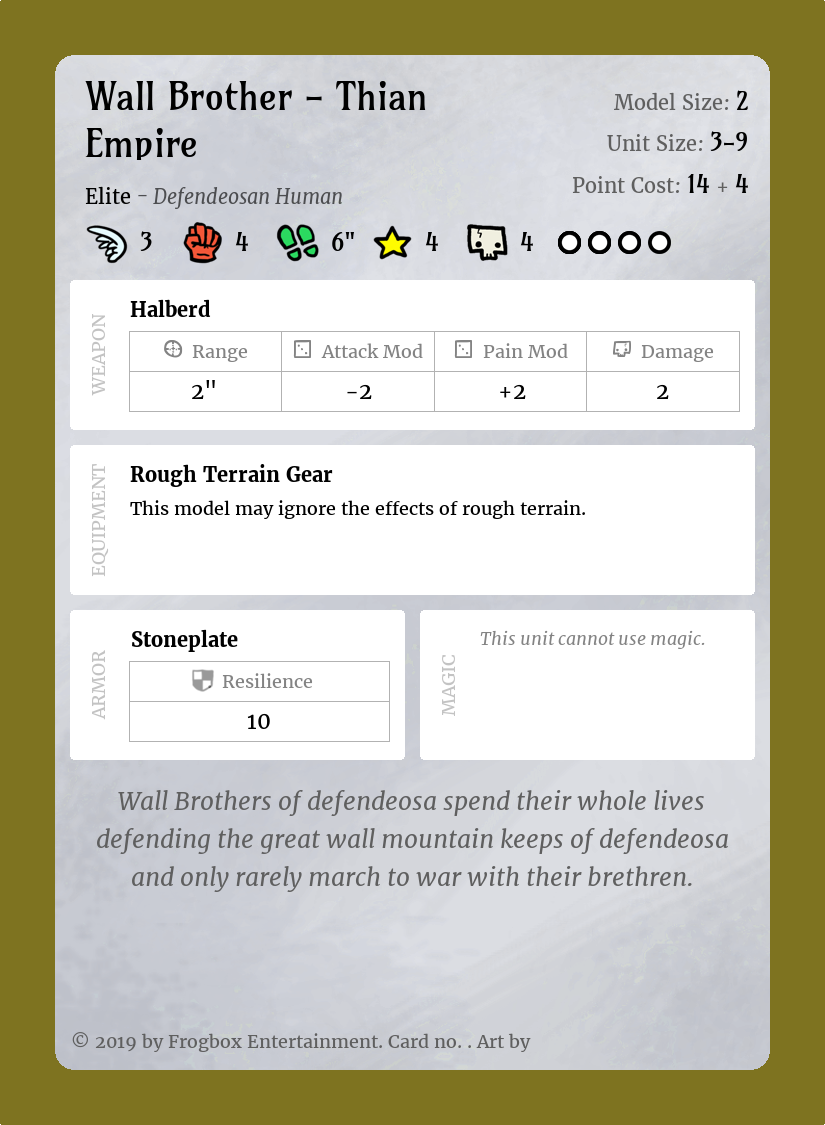 Wall Brother – Thian
Empire
Model Size: 2
Unit Size: 3-9
Point Cost: 14 + 4
Elite - Defendeosan Human
3 4 6" 4 4
WEAPON
Halberd
Range Attack Mod Pain Mod Damage
2" -2 +2 2
EQUIPMENT
Rough Terrain Gear
This model may ignore the effects of rough terrain.
ARMOR
Stoneplate
Resilience
10
MAGIC
This unit cannot use magic.
Wall Brothers of defendeosa spend their whole lives
defending the great wall mountain keeps of defendeosa
and only rarely march to war with their brethren.
© 2019 by Frogbox Entertainment. Card no. . Art by